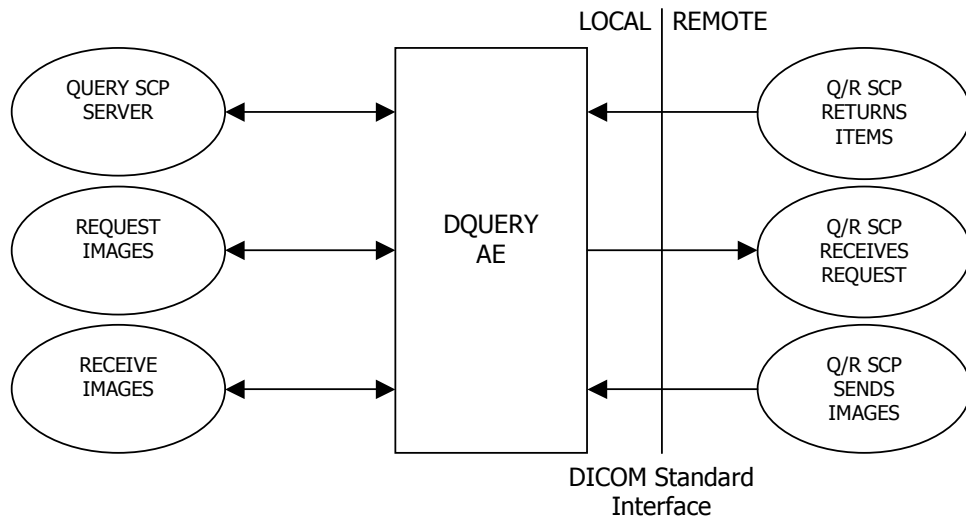 LOCAL REMOTE
QUERY SCP
SERVER
Q/R SCP
RETURNS
ITEMS
REQUEST
IMAGES
DQUERY
AE
Q/R SCP
RECEIVES
REQUEST
RECEIVE
IMAGES
Q/R SCP
SENDS
IMAGES
DICOM Standard
Interface